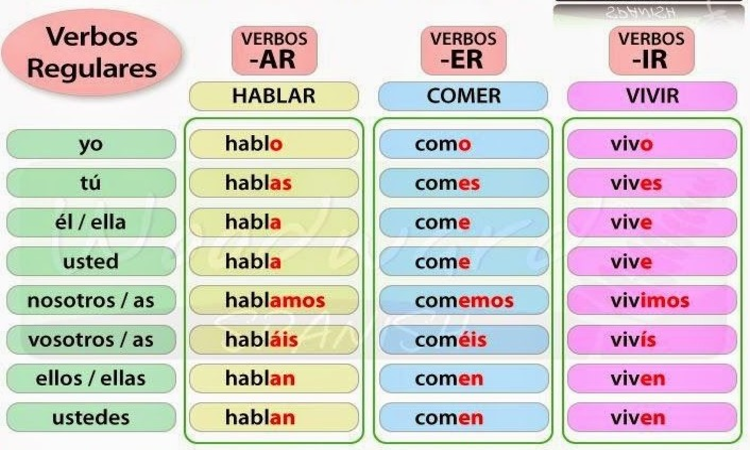 Verbos
Regulares
VERBOS
-AR
VERBOS
-ER
VERBOS
-IR
HABLAR COMER VIVIR
yo hablo como vivo
tú hablas comes vives
él / ella habla come vive
usted habla come vive
nosotros / as hablamos comemos vivimos
vosotros / as habláis coméis vivís
ellos / ellas hablan comen viven
ustedes hablan comen viven
Woodward
SPANISH